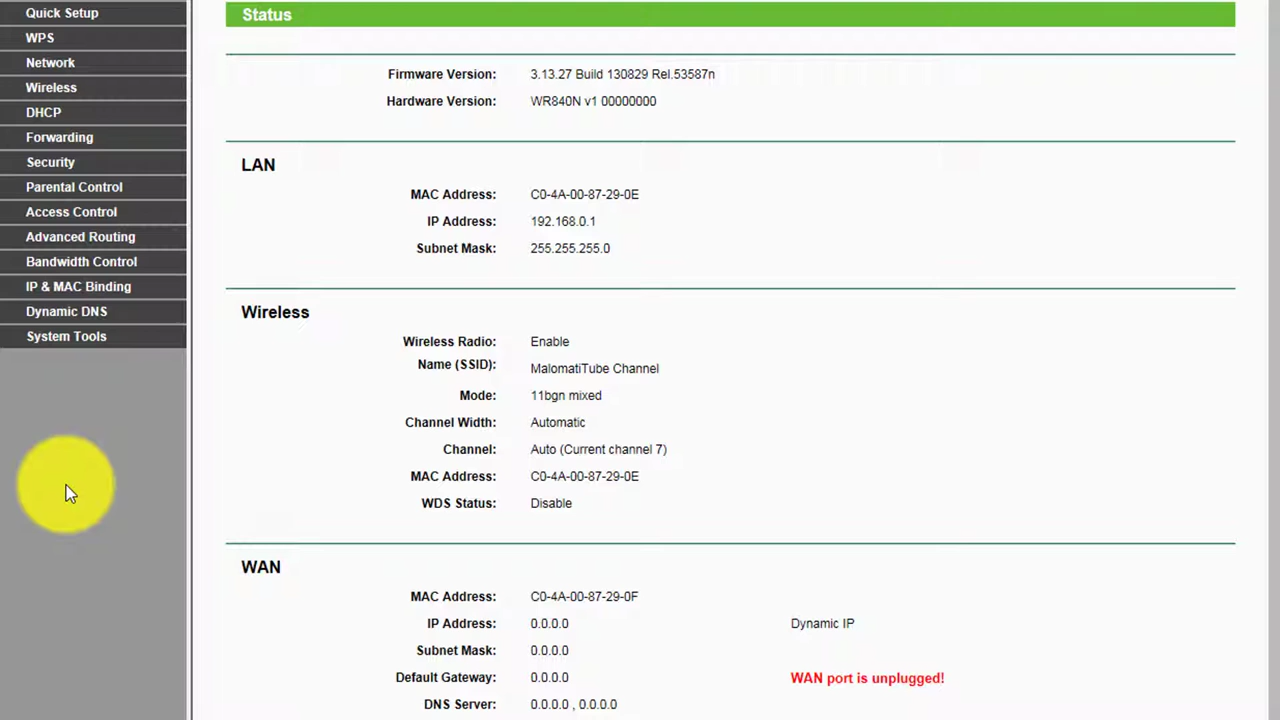 Quick Setup
WPS
Network
Wireless
DHCP
Forwarding
Security
Parental Control
Access Control
Advanced Routing
Bandwidth Control
IP & MAC Binding
Dynamic DNS
System Tools
Status
Firmware Version: 3.13.27 Build 130829 Rel.53587n
Hardware Version: WR840N v1 00000000
LAN
MAC Address: C0-4A-00-87-29-0E
IP Address: 192.168.0.1
Subnet Mask: 255.255.255.0
Wireless
Wireless Radio: Enable
Name (SSID): MalomatiTube Channel
Mode: 11bgn mixed
Channel Width: Automatic
Channel: Auto (Current channel 7)
MAC Address: C0-4A-00-87-29-0E
WDS Status: Disable
WAN
MAC Address: C0-4A-00-87-29-0F
IP Address: 0.0.0.0 Dynamic IP
Subnet Mask: 0.0.0.0
Default Gateway: 0.0.0.0 WAN port is unplugged!
DNS Server: 0.0.0.0 , 0.0.0.0